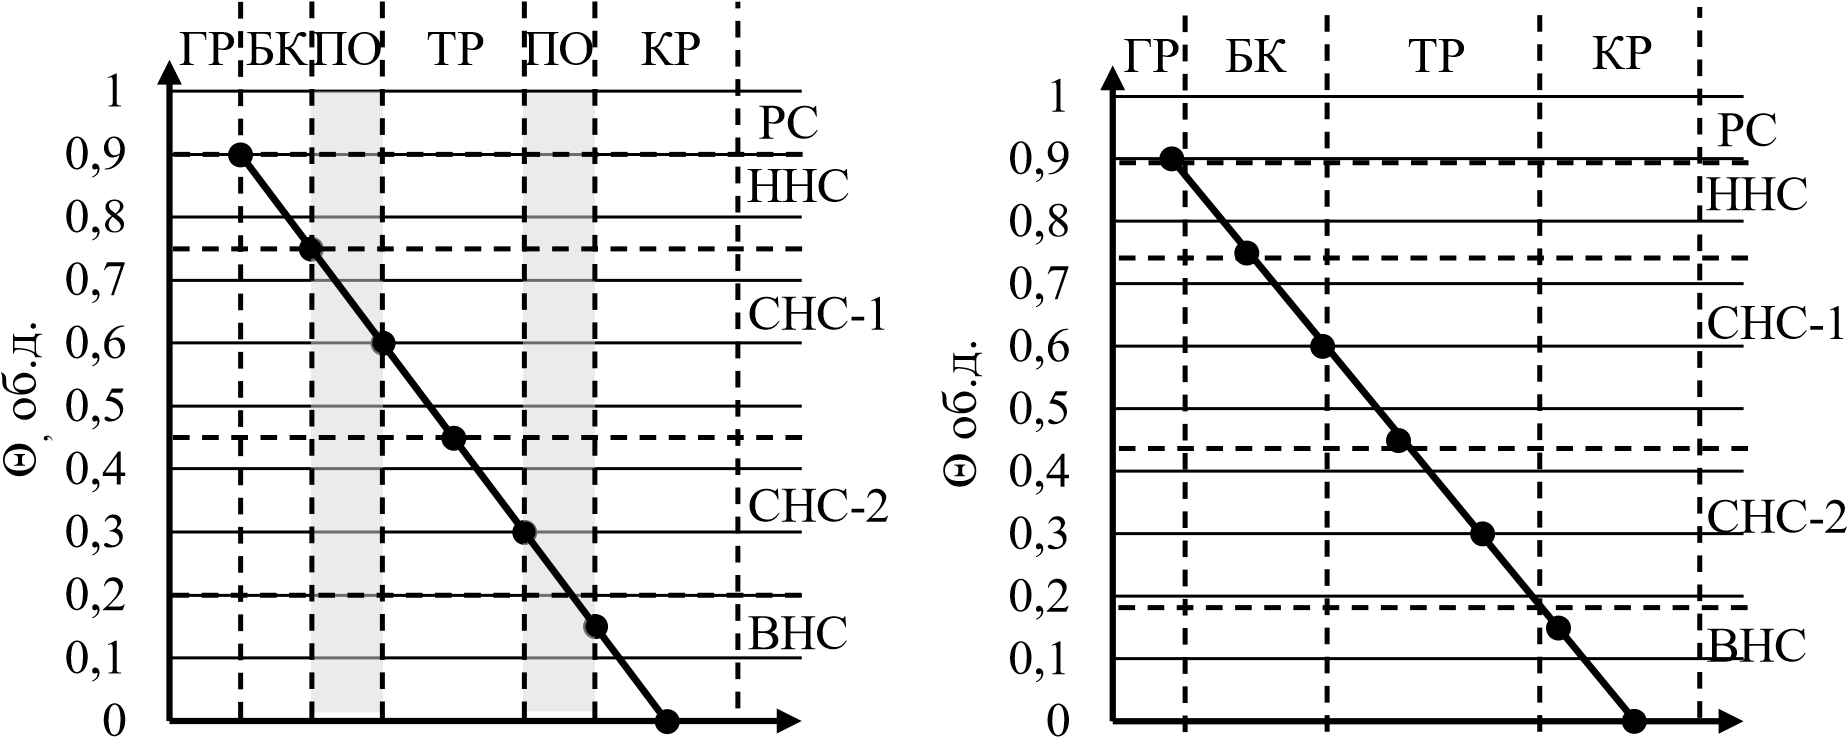 ГР БК ПО ТР ПО КР
1
РС
0,9
ННС
0,8
0,7
СНС-1
0,6
0,5
0,4
СНС-2
0,3
0,2
ВНС
0,1
0
Θ, об.д.
ГР БК ТР КР
1
РС
0,9
ННС
0,8
0,7
СНС-1
0,6
0,5
0,4
СНС-2
0,3
0,2
ВНС
0,1
0
Θ об.д.